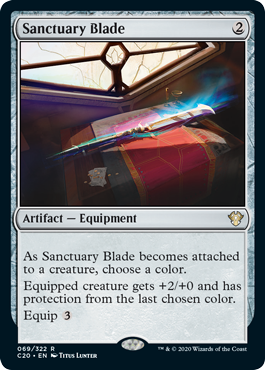 Sanctuary Blade 2
Artifact — Equipment
As Sanctuary Blade becomes attached
to a creature, choose a color.
Equipped creature gets +2/+0 and has
protection from the last chosen color.
Equip 3
069/322 R
C20 • EN Titus Lunter
™ & © 2020 Wizards of the Coast